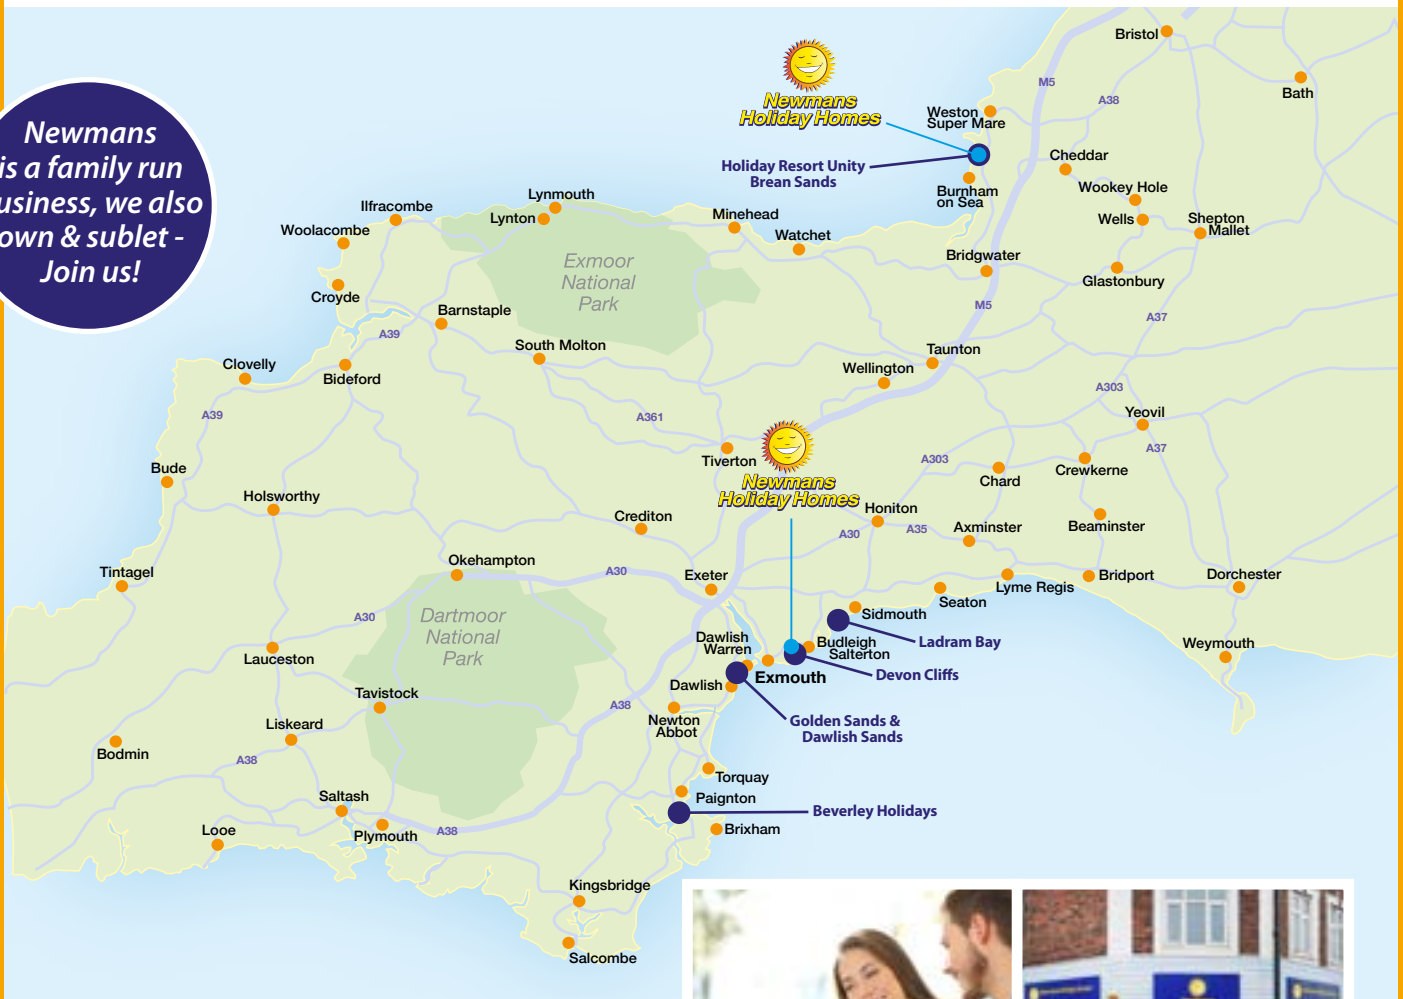 Newmans
is a family run
business, we also
own & sublet -
Join us!
Newmans
Holiday Homes
Holiday Resort Unity
Brean Sands
Bristol
Bath
M5
A38
Weston
Super Mare
Cheddar
Wookey Hole
Burnham
on Sea
Wells
Shepton
Mallet
Lynmouth
Lynton
Ilfracombe
Woolacombe
Minehead
Watchet
Bridgwater
Glastonbury
Exmoor
National
Park
Croyde
Barnstaple
M5
A37
A39
South Molton
Taunton
Wellington
Clovelly
Bideford
A303
A39
A361
Yeovil
A37
Newmans
Holiday Homes
Tiverton
A303
Crewkerne
Chard
Bude
Holsworthy
Crediton
Honiton
A30
A35
Axminster
Beaminster
Tintagel
Okehampton
A30
Exeter
Bridport
Dorchester
Lyme Regis
Seaton
Sidmouth
A30
Dartmoor
National
Park
Dawlish
Warren
Budleigh
Salterton
Ladram Bay
Weymouth
Lauceston
Exmouth
Devon Cliffs
Dawlish
Tavistock
A38
Newton
Abbot
Golden Sands &
Dawlish Sands
Liskeard
Bodmin
A38
Torquay
Saltash
Paignton
Beverley Holidays
Looe
Plymouth
A38
Brixham
Kingsbridge
Salcombe